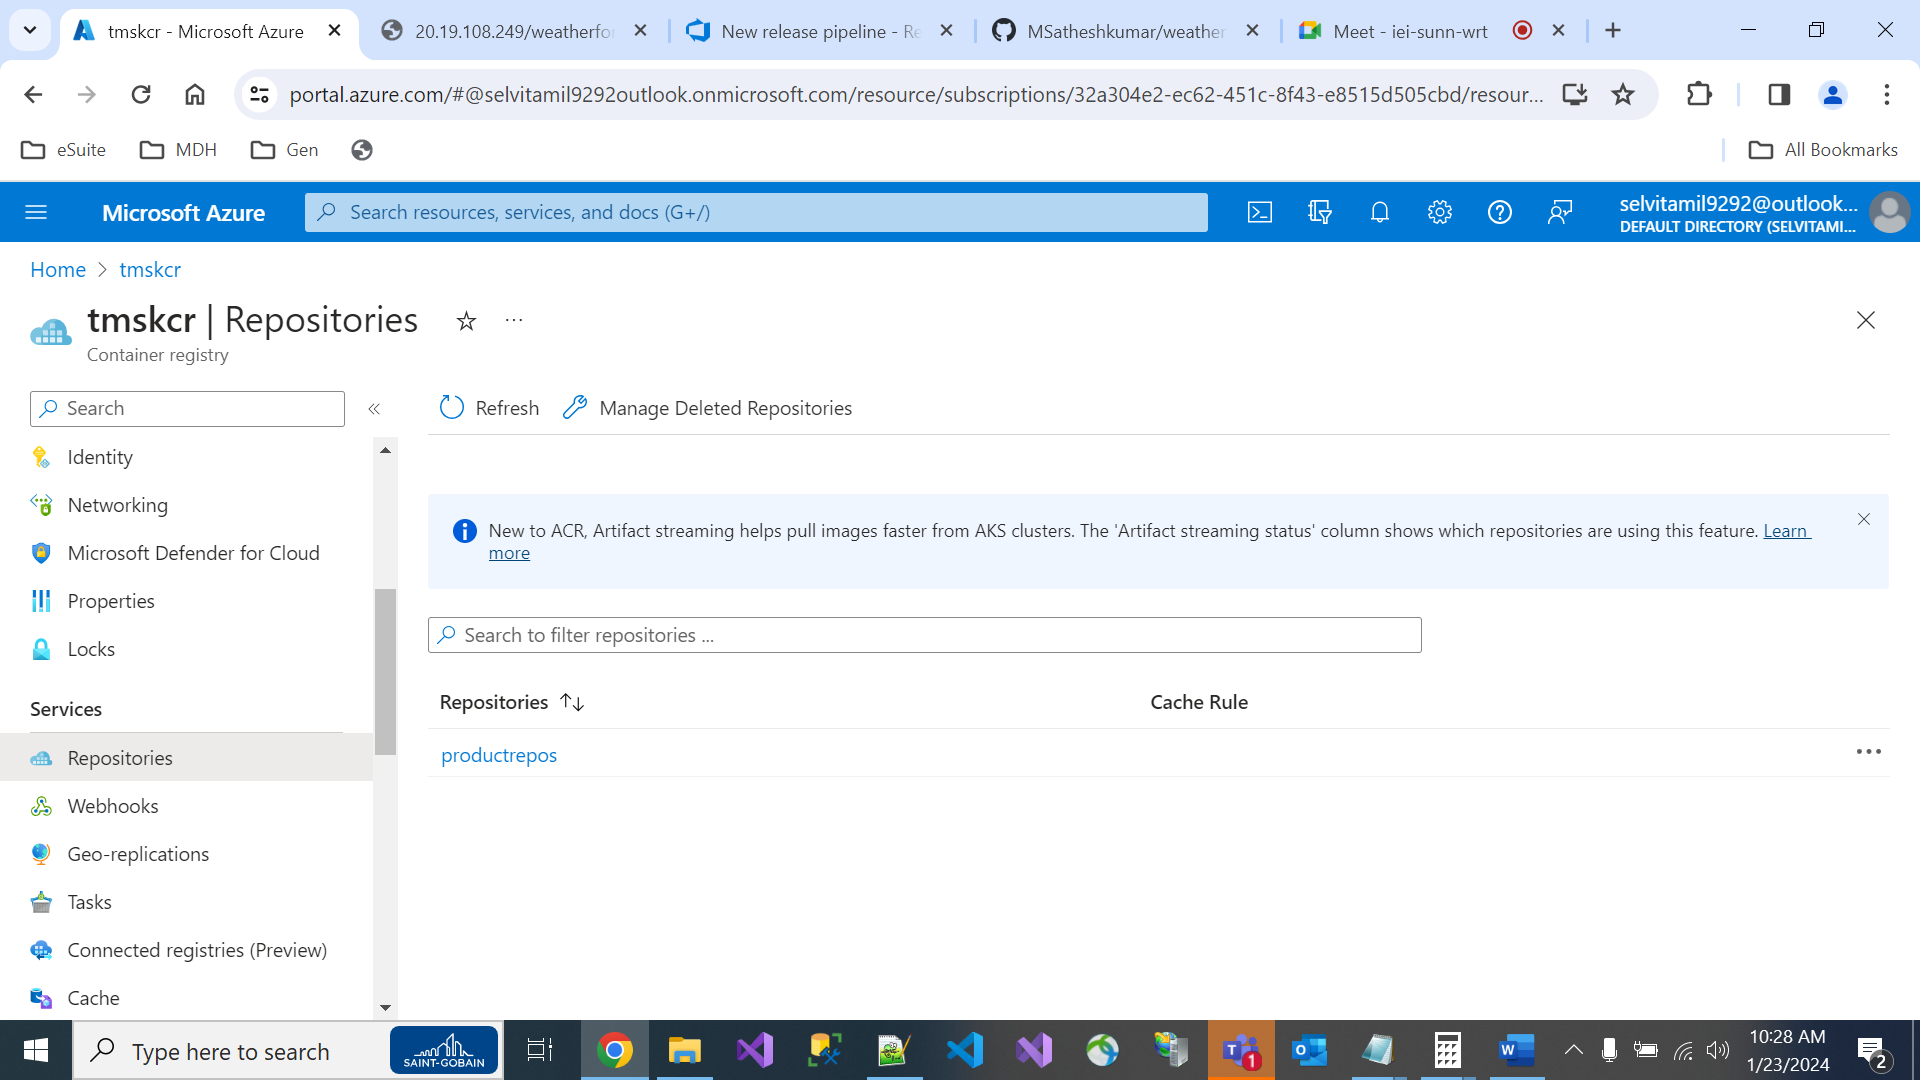 tmskcr - Microsoft Azure
20.19.108.249/weatherfo
New release pipeline - Re
MSatheshkumar/weather
Meet - iei-sunn-wrt
portal.azure.com/#@selvitamil9292outlook.onmicrosoft.com/resource/subscriptions/32a304e2-ec62-451c-8f43-e8515d505cbd/resour...
eSuite
MDH
Gen
All Bookmarks
Microsoft Azure
Search resources, services, and docs (G+/)
selvitamil9292@outlook...
DEFAULT DIRECTORY (SELVITAMI...
Home > tmskcr
tmskcr | Repositories
Container registry
Search
Refresh
Manage Deleted Repositories
Identity
Networking
Microsoft Defender for Cloud
Properties
Locks
Services
Repositories
Webhooks
Geo-replications
Tasks
Connected registries (Preview)
Cache
New to ACR, Artifact streaming helps pull images faster from AKS clusters. The 'Artifact streaming status' column shows which repositories are using this feature. Learn
more
Search to filter repositories ...
Repositories
Cache Rule
productrepos
Type here to search
SAINT-GOBAIN
1
10:28 AM
1/23/2024
2